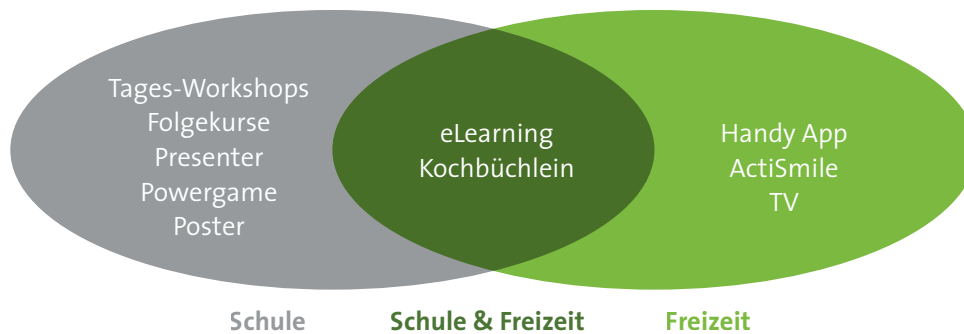 Tages-Workshops
Folgekurse
Presenter
Powergame
Poster
eLearning
Kochbüchlein
Handy App
ActiSmile
TV
Schule
Schule & Freizeit
Freizeit